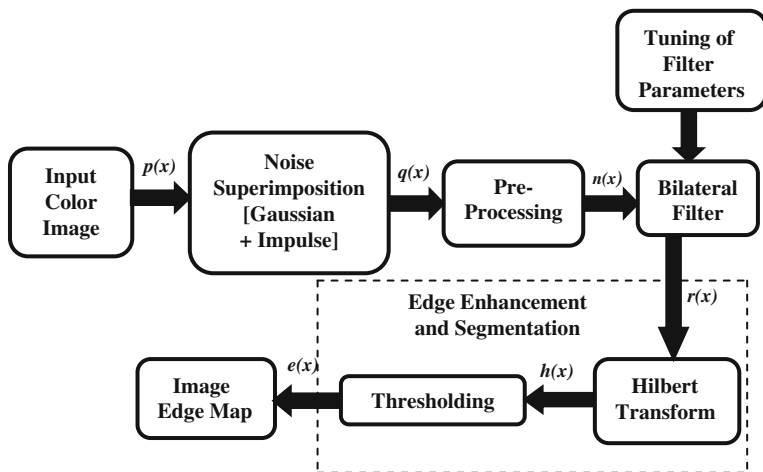 Tuning of
Filter
Parameters
Input
Color
Image
p(x)
Noise
Superimposition
[Gaussian
+ Impulse]
q(x)
Pre-
Processing
n(x)
Bilateral
Filter
r(x)
Edge Enhancement
and Segmentation
Hilbert
Transform
h(x)
Thresholding
e(x)
Image
Edge Map